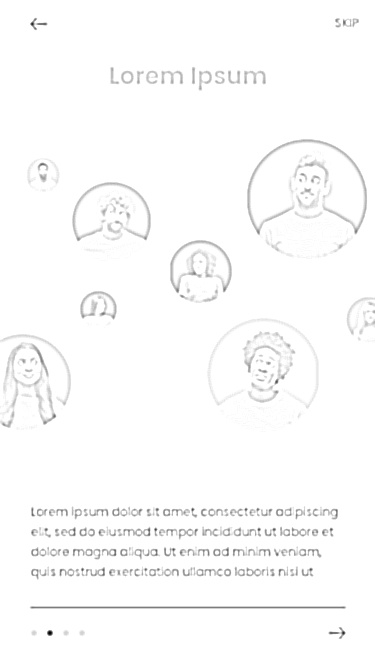 SKIP
Lorem Ipsum
Lorem ipsum dolor sit amet, consectetur adipiscing
elit, sed do eiusmod tempor incididunt ut labore et
dolore magna aliqua. Ut enim ad minim veniam,
quis nostrud exercitation ullamco laboris nisi ut